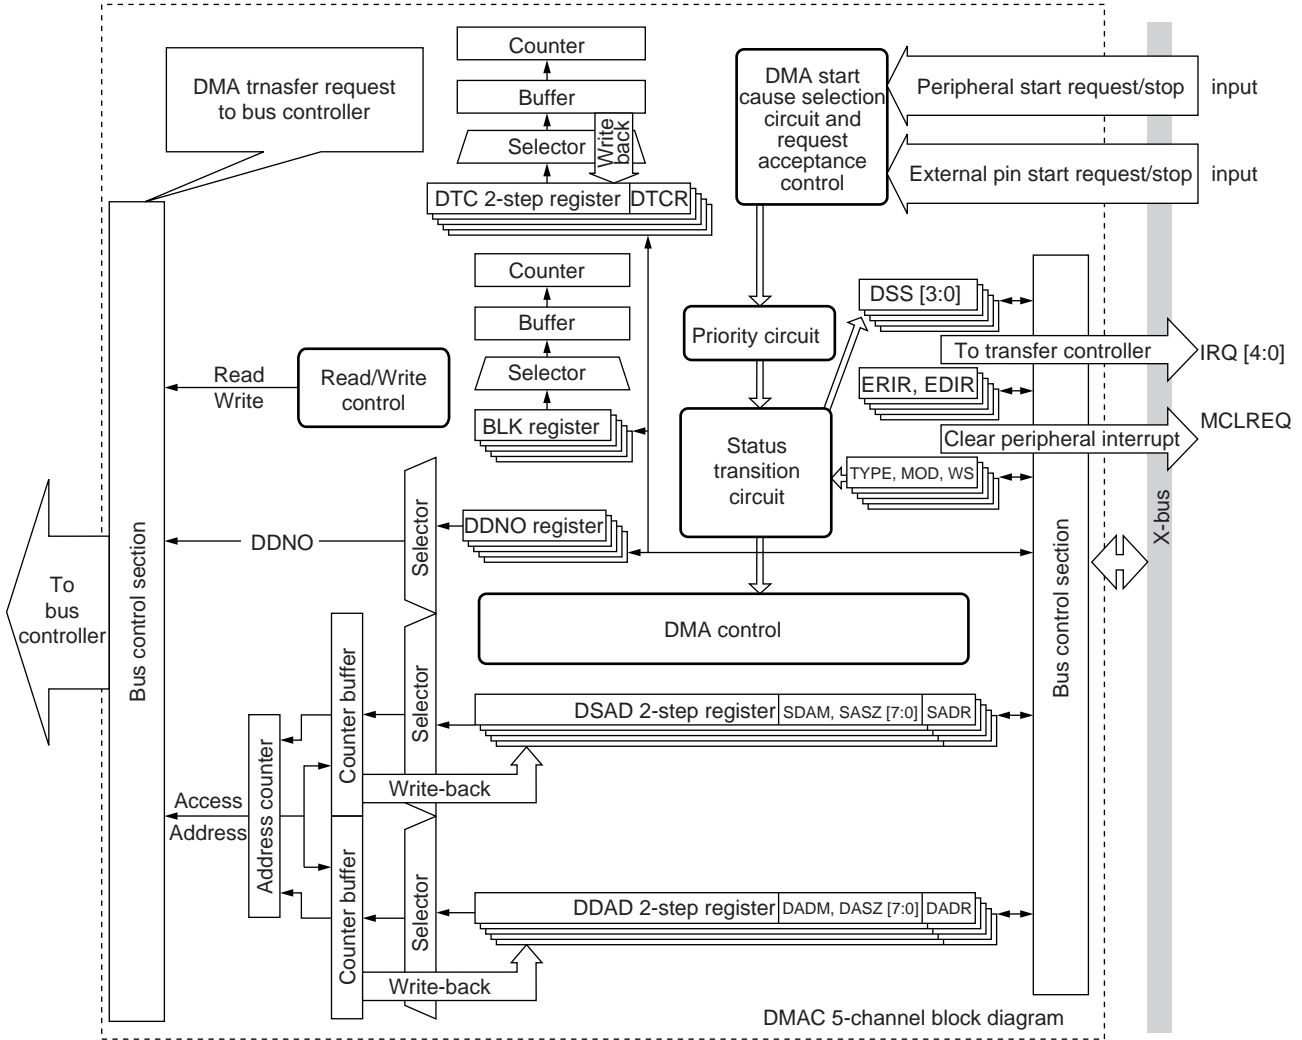 Counter
Buffer
Selector
Write
back
DTC 2-step register
DTCR
DMA trnasfer request
to bus controller
DMA start
cause selection
circuit and
request
acceptance
control
Peripheral start request/stop
input
External pin start request/stop
input
Counter
Buffer
Selector
BLK register
Read
Write
Read/Write
control
Priority circuit
DSS [3:0]
To transfer controller
IRQ [4:0]
ERIR, EDIR
MCLREQ
Clear peripheral interrupt
Status
transition
circuit
TYPE, MOD, WS
X-bus
Selector
DDNO register
DDNO
Bus control section
Bus control section
To
bus
controller
DMA control
Counter buffer
Selector
DSAD 2-step register
SDAM, SASZ [7:0]
SADR
Write-back
Address counter
Access
Address
Counter buffer
Selector
DDAD 2-step register
DADM, DASZ [7:0]
DADR
Write-back
DMAC 5-channel block diagram